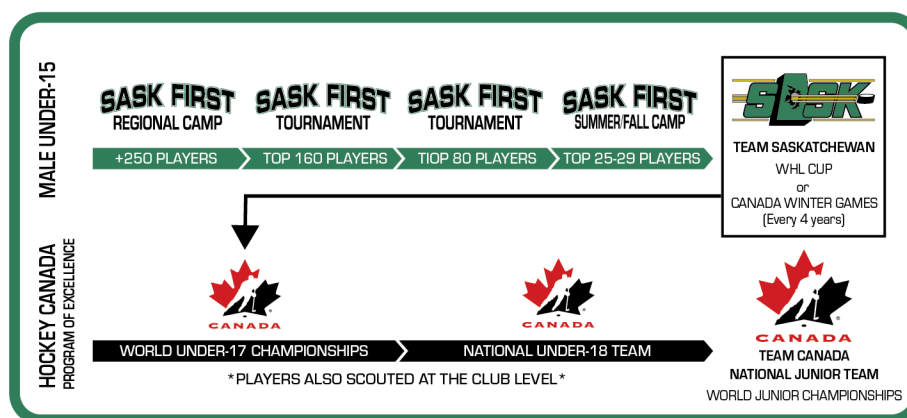 MALE UNDER-15
SASK FIRST
REGIONAL CAMP
SASK FIRST
TOURNAMENT
SASK FIRST
TOURNAMENT
SASK FIRST
SUMMER/FALL CAMP
+250 PLAYERS
TOP 160 PLAYERS
TIOP 80 PLAYERS
TOP 25-29 PLAYERS
SASK
TEAM SASKATCHEWAN
WHL CUP
or
CANADA WINTER GAMES
(Every 4 years)
HOCKEY CANADA
PROGRAM OF EXCELLENCE
CANADA
CANADA
CANADA
WORLD UNDER-17 CHAMPIONSHIPS
NATIONAL UNDER-18 TEAM
*PLAYERS ALSO SCOUTED AT THE CLUB LEVEL*
TEAM CANADA
NATIONAL JUNIOR TEAM
WORLD JUNIOR CHAMPIONSHIPS